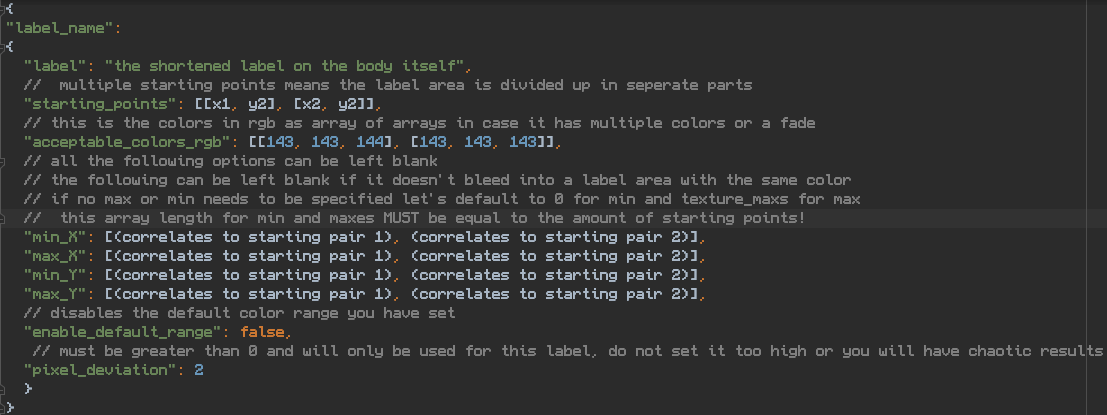 {
"label_name":
{
"label": "the shortened label on the body itself",
//  multiple starting points means the label area is divided up in seperate parts
"starting_points": [[x1, y2], [x2, y2]],
// this is the colors in rgb as array of arrays in case it has multiple colors or a fade
"acceptable_colors_rgb": [[143, 143, 144], [143, 143, 143]],
// all the following options can be left blank
// the following can be left blank if it doesn't bleed into a label area with the same color
// if no max or min needs to be specified let's default to 0 for min and texture_maxs for max
//  this array length for min and maxes MUST be equal to the amount of starting points!
"min_X": [(correlates to starting pair 1), (correlates to starting pair 2)],
"max_X": [(correlates to starting pair 1), (correlates to starting pair 2)],
"min_Y": [(correlates to starting pair 1), (correlates to starting pair 2)],
"max_Y": [(correlates to starting pair 1), (correlates to starting pair 2)],
// disables the default color range you have set
"enable_default_range": false,
// must be greater than 0 and will only be used for this label, do not set it too high or you will have chaotic results
"pixel_deviation": 2
}
}